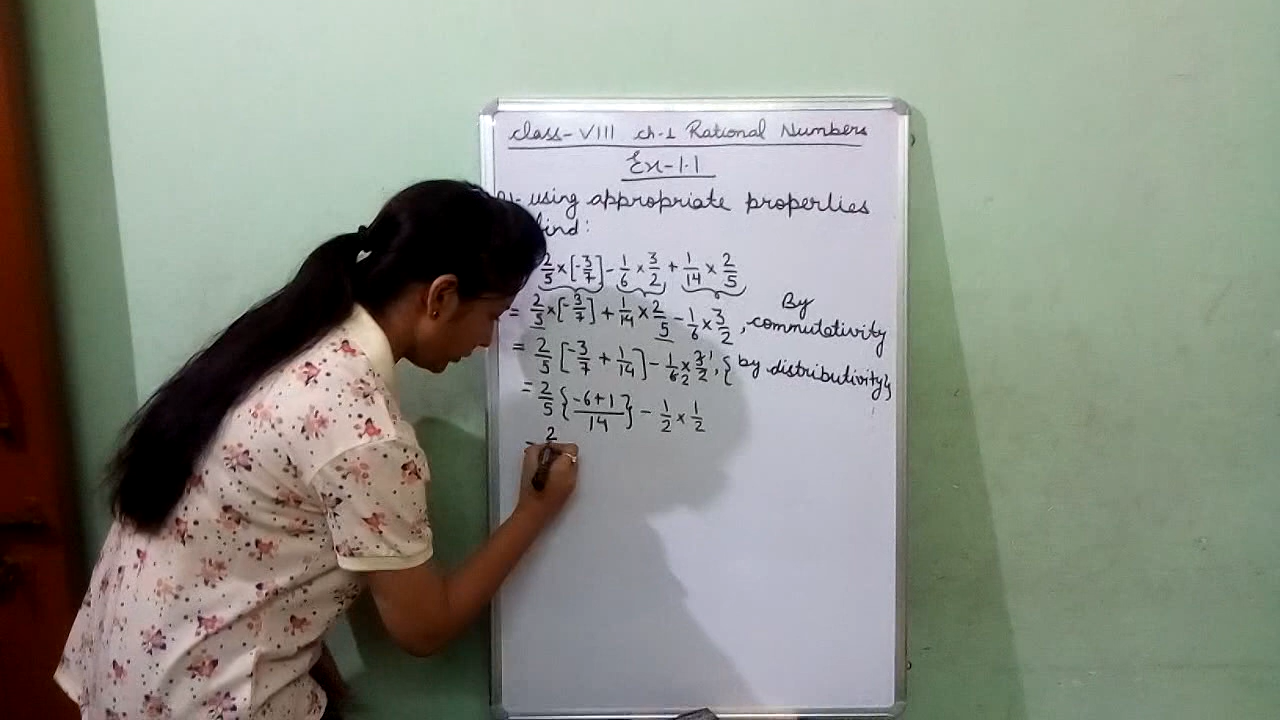 class-VIII ch-1 Rational Numbers
Ex-1.1
using appropriate properties
find:
2/5 × [-3/7] - 1/6 × 3/2 + 1/14 × 2/5
= 2/5 × [-3/7] + 1/14 × 2/5 - 1/6 × 3/2, By commutativity
= 2/5 [-3/7 + 1/14] - 1/6 2 × 3 1/2, {by distributivity}
= 2/5 {-6+1/14} - 1/2 × 1/2
2